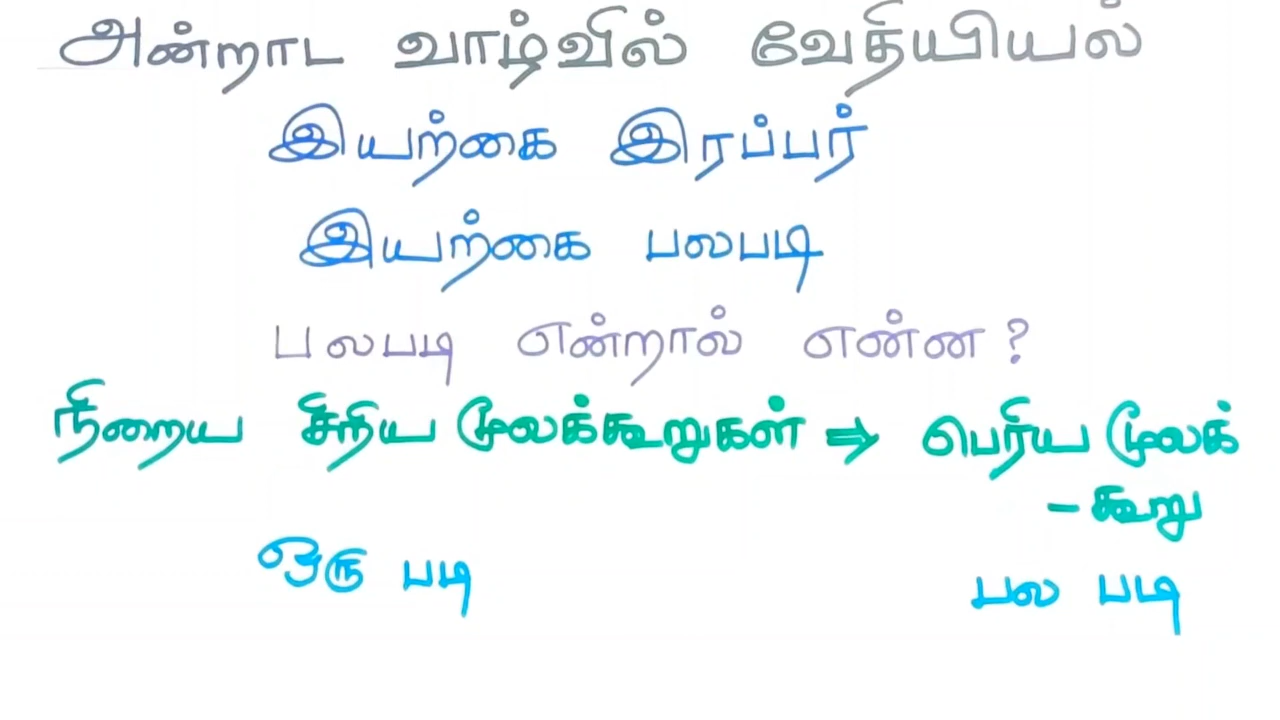 அன்றாட வாழ்வில் வேதியியல்
இயற்கை இரப்பர்
இயற்கை பலபடி
பலபடி என்றால் என்ன?
நிறைய சிறிய மூலக்கூறுகள் ⇒ பெரிய மூலக்
- கூறு
ஒரு படி பல படி